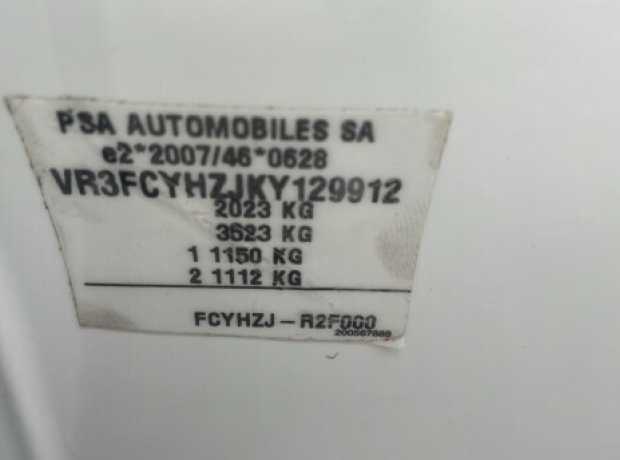 PSA AUTOMOBILES SA
e2*2007/46*0628
VR3FCYHZJKY129912
2023 KG
3623 KG
1 1150 KG
2 1112 KG
FCYHZJ - R2F000